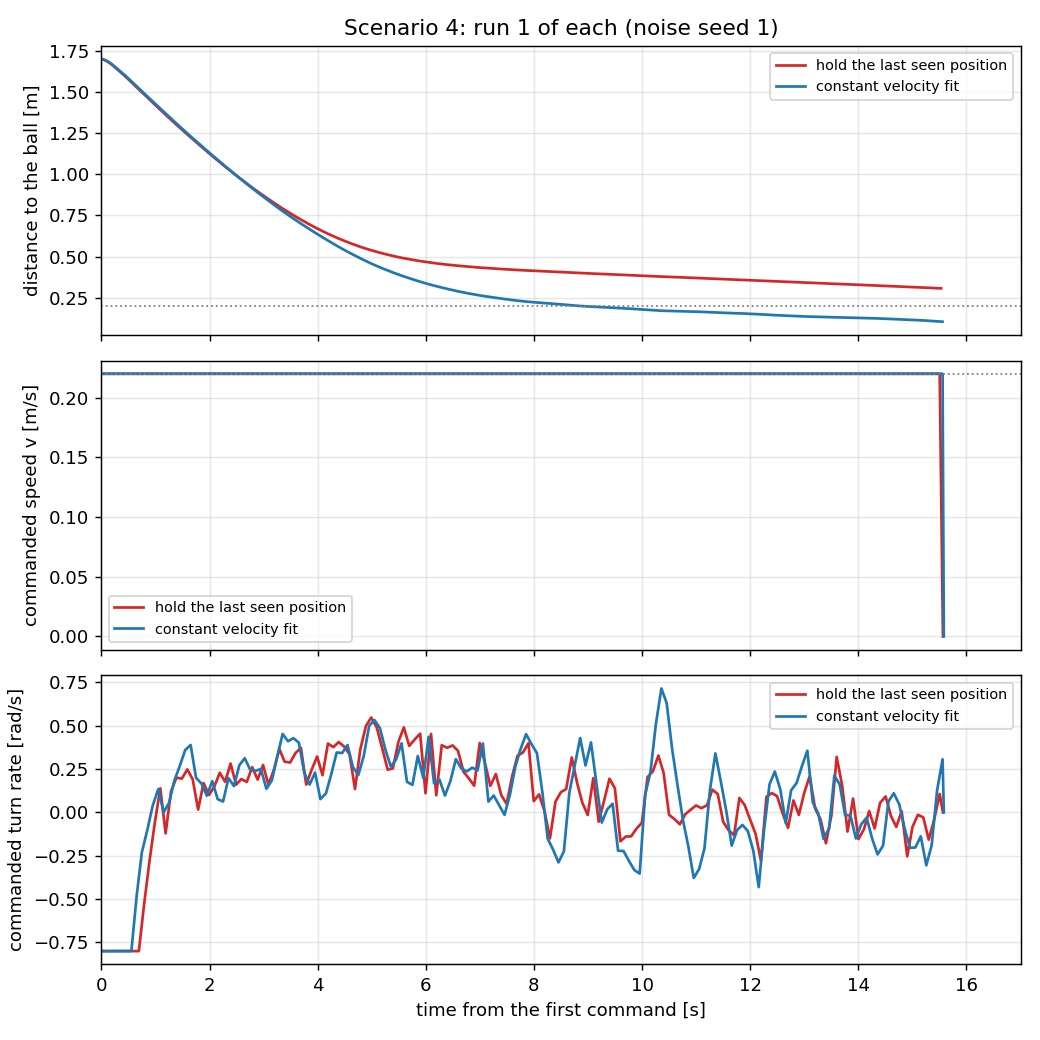 Scenario 4: run 1 of each (noise seed 1)
distance to the ball [m]
1.75
1.50
1.25
1.00
0.75
0.50
0.25
hold the last seen position
constant velocity fit
commanded speed v [m/s]
0.20
0.15
0.10
0.05
0.00
hold the last seen position
constant velocity fit
commanded turn rate [rad/s]
0.75
0.50
0.25
0.00
−0.25
−0.50
−0.75
hold the last seen position
constant velocity fit
0 2 4 6 8 10 12 14 16
time from the first command [s]